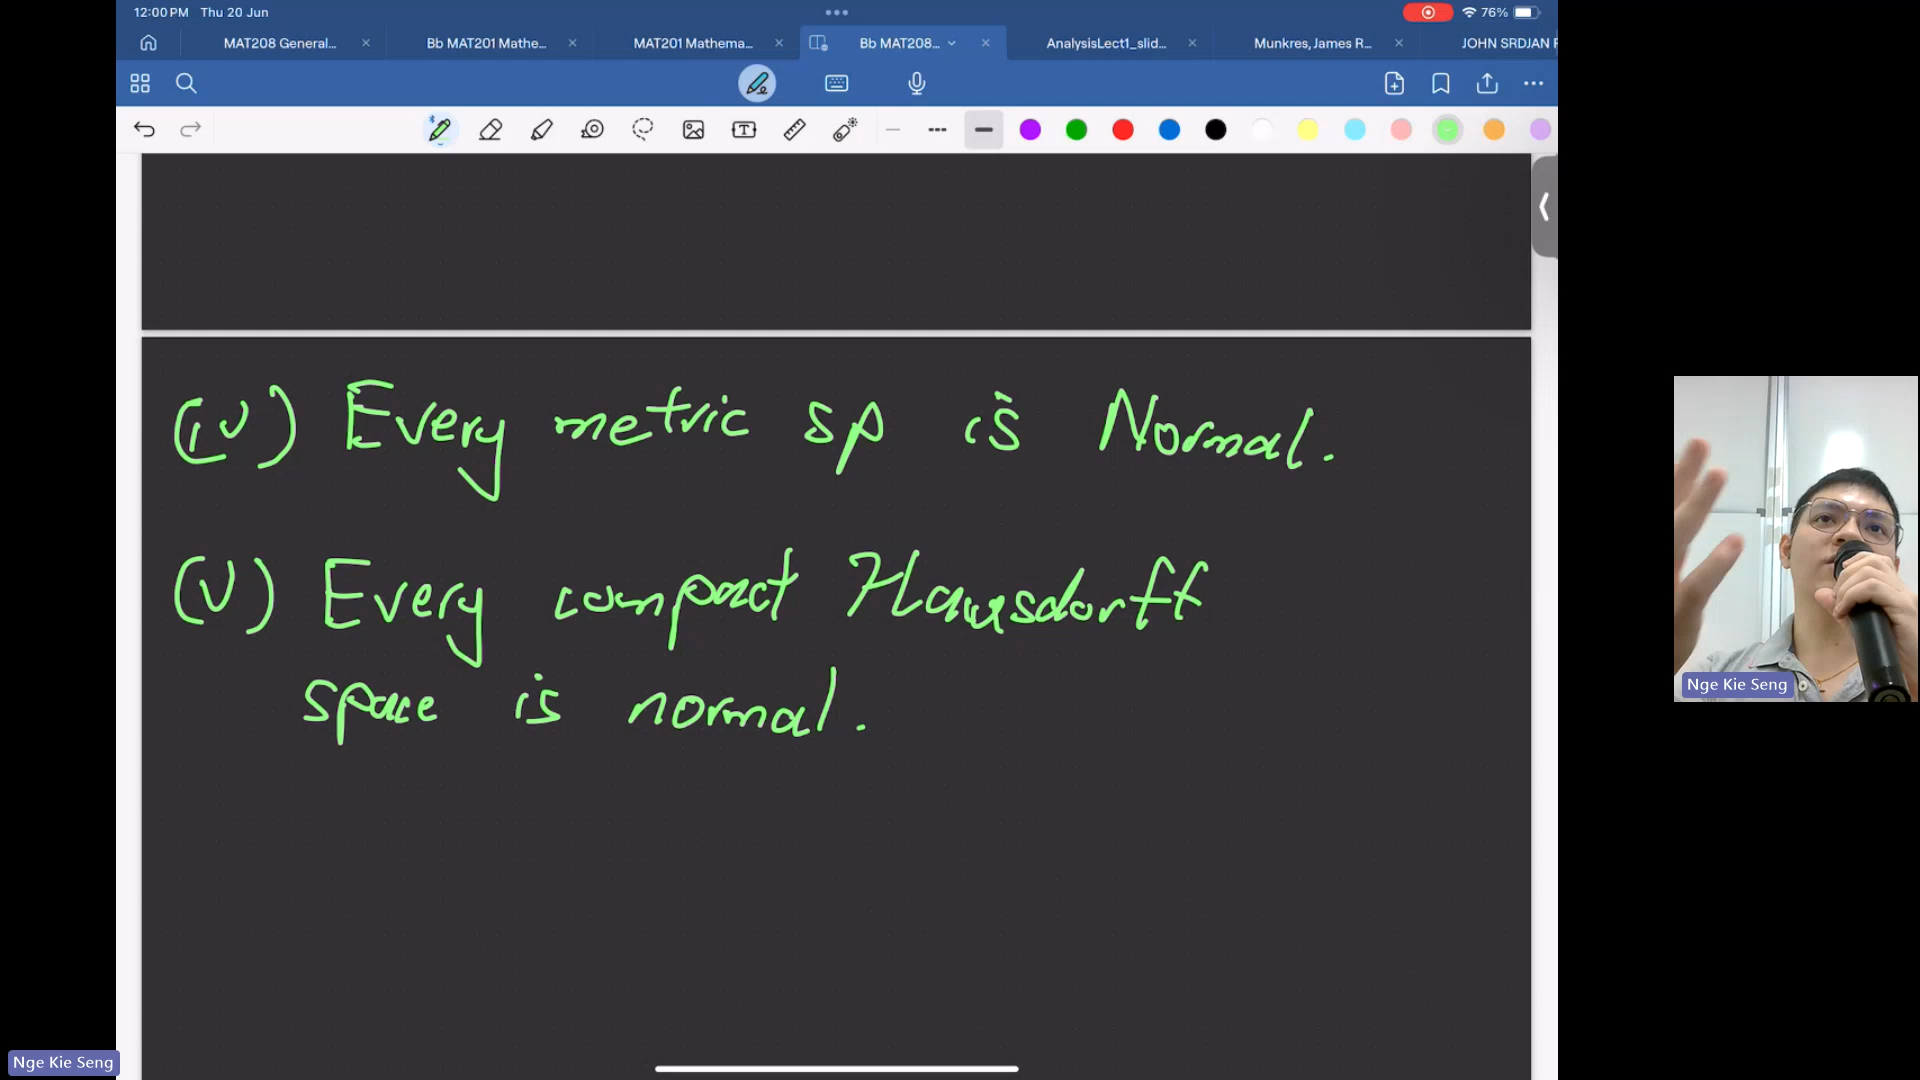 12:00 PM Thu 20 Jun
76%
MAT208 General...
Bb MAT201 Mathe...
MAT201 Mathema...
Bb MAT208...
AnalysisLect1_slid...
Munkres, James R...
JOHN SRDJAN
(iv) Every metric sp is Normal.
(v) Every compact Hausdorff
space is normal.
Nge Kie Seng
Nge Kie Seng